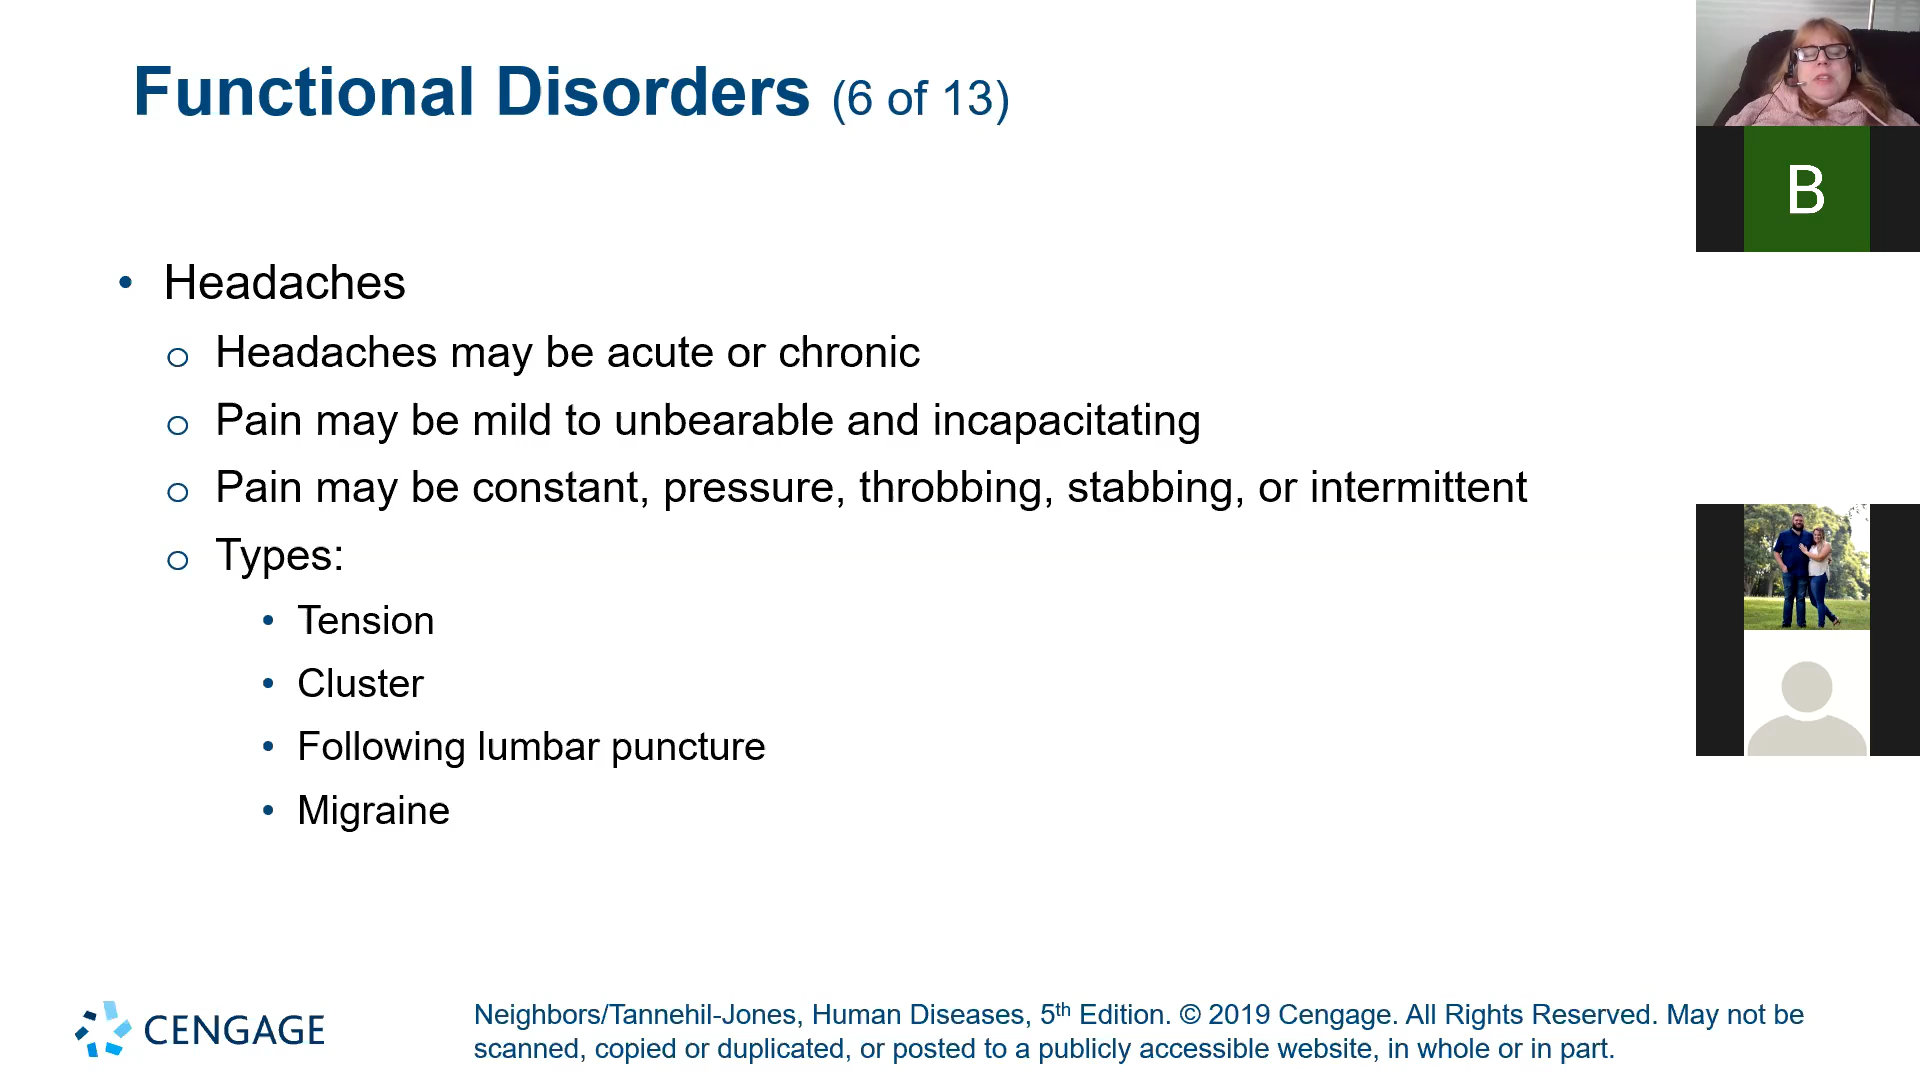 Functional Disorders (6 of 13)
B
• Headaches
o Headaches may be acute or chronic
o Pain may be mild to unbearable and incapacitating
o Pain may be constant, pressure, throbbing, stabbing, or intermittent
o Types:
• Tension
• Cluster
• Following lumbar puncture
• Migraine
CENGAGE
Neighbors/Tannehil-Jones, Human Diseases, 5th Edition. © 2019 Cengage. All Rights Reserved. May not be
scanned, copied or duplicated, or posted to a publicly accessible website, in whole or in part.